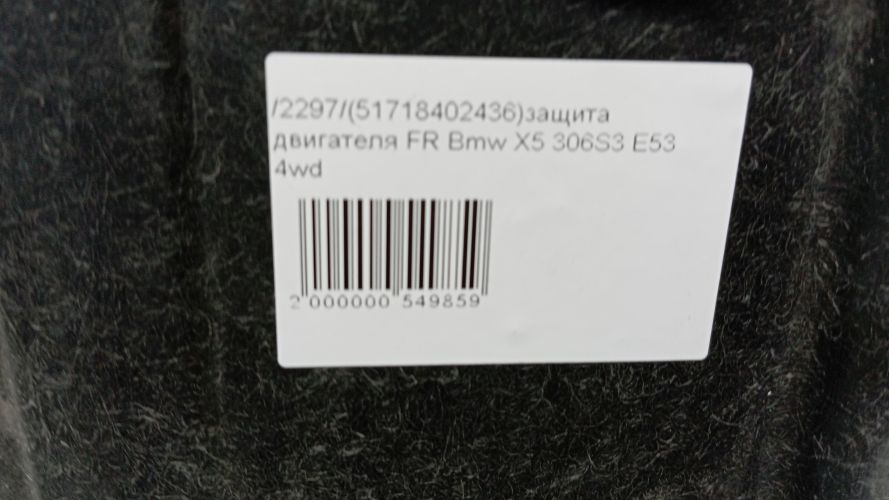 /2297/(51718402436)защита
двигателя FR Bmw X5 306S3 E53
4wd
2 000000 549859